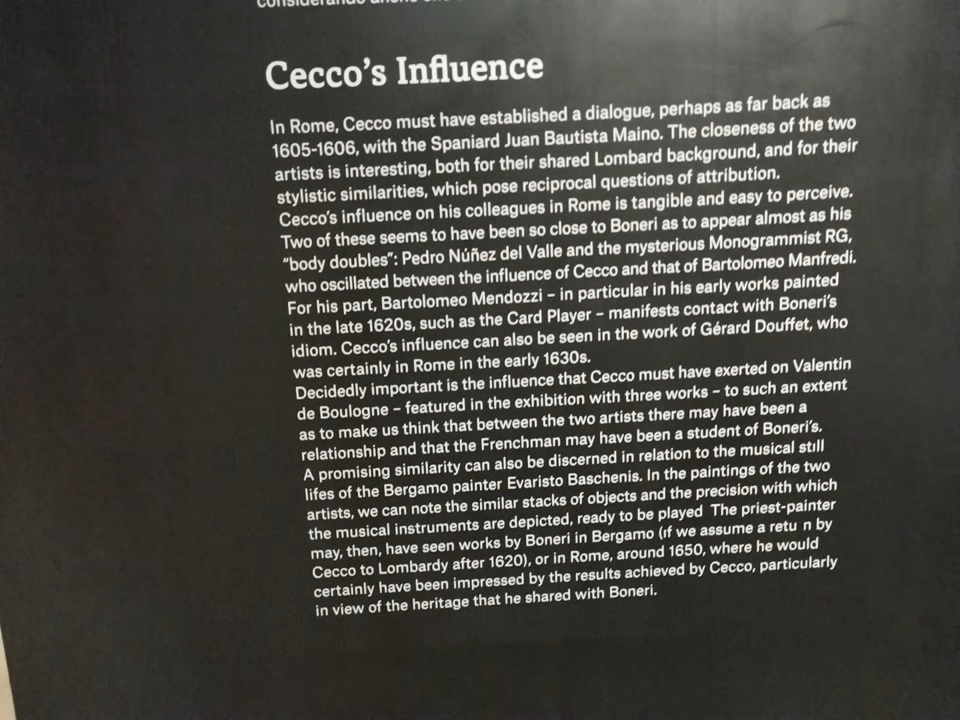 considerando anche
Cecco's Influence
In Rome, Cecco must have established a dialogue, perhaps as far back as
1605-1606, with the Spaniard Juan Bautista Maino. The closeness of the two
artists is interesting, both for their shared Lombard background, and for their
stylistic similarities, which pose reciprocal questions of attribution.
Cecco's influence on his colleagues in Rome is tangible and easy to perceive.
Two of these seems to have been so close to Boneri as to appear almost as his
"body doubles": Pedro Núñez del Valle and the mysterious Monogrammist RG,
who oscillated between the influence of Cecco and that of Bartolomeo Manfredi.
For his part, Bartolomeo Mendozzi – in particular in his early works painted
in the late 1620s, such as the Card Player – manifests contact with Boneri's
idiom. Cecco's influence can also be seen in the work of Gérard Douffet, who
was certainly in Rome in the early 1630s.
Decidedly important is the influence that Cecco must have exerted on Valentin
de Boulogne – featured in the exhibition with three works – to such an extent
as to make us think that between the two artists there may have been a
relationship and that the Frenchman may have been a student of Boneri's.
A promising similarity can also be discerned in relation to the musical still
lifes of the Bergamo painter Evaristo Baschenis. In the paintings of the two
artists, we can note the similar stacks of objects and the precision with which
the musical instruments are depicted, ready to be played The priest-painter
may, then, have seen works by Boneri in Bergamo (if we assume a retu n by
Cecco to Lombardy after 1620), or in Rome, around 1650, where he would
certainly have been impressed by the results achieved by Cecco, particularly
in view of the heritage that he shared with Boneri.